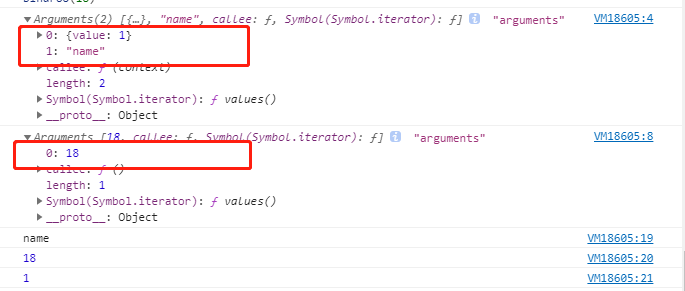 ▼Arguments(2) [{…}, "name", callee: ƒ, Symbol(Symbol.iterator): ƒ] i "arguments" VM18605:4
▶0: {value: 1}
1: "name"
▶callee: ƒ (context)
length: 2
▶Symbol(Symbol.iterator): ƒ values()
▶__proto__: Object
▼Arguments [18, callee: ƒ, Symbol(Symbol.iterator): ƒ] i "arguments" VM18605:8
0: 18
▶callee: ƒ ()
length: 1
▶Symbol(Symbol.iterator): ƒ values()
▶__proto__: Object
name VM18605:19
18 VM18605:20
1 VM18605:21